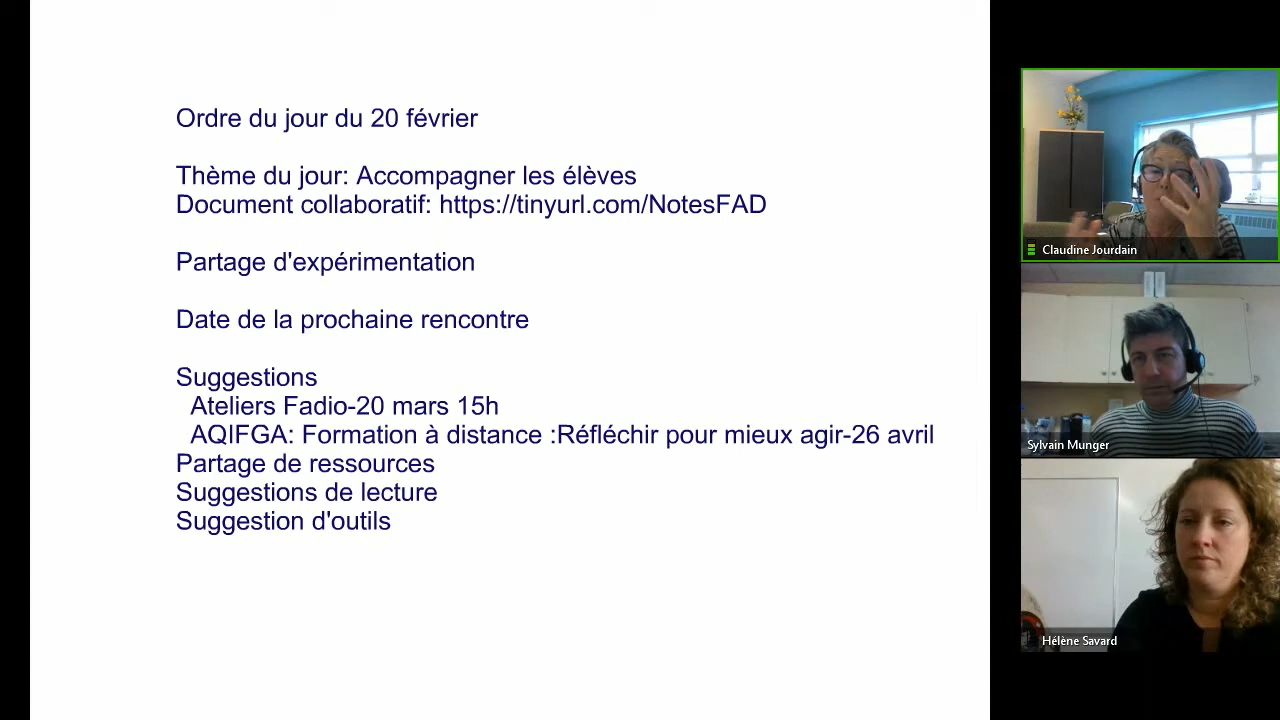 Ordre du jour du 20 février
Thème du jour: Accompagner les élèves
Document collaboratif: https://tinyurl.com/NotesFAD
Partage d'expérimentation
Date de la prochaine rencontre
Suggestions
Ateliers Fadio-20 mars 15h
AQIFGA: Formation à distance :Réfléchir pour mieux agir-26 avril
Partage de ressources
Suggestions de lecture
Suggestion d'outils
Claudine Jourdain
Sylvain Munger
Hélène Savard